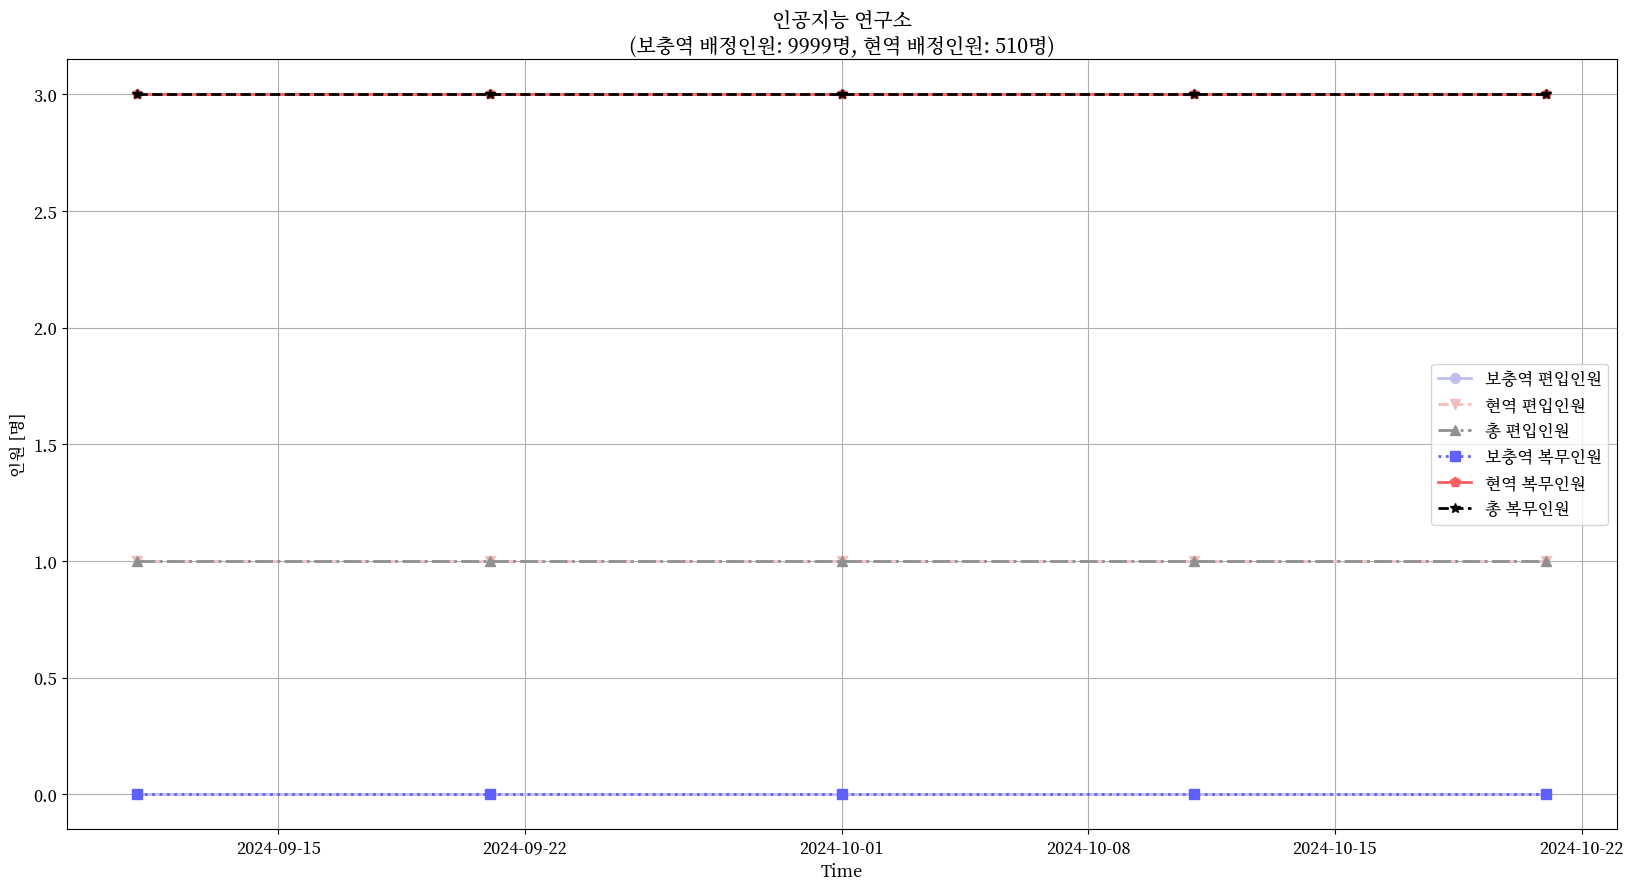 인공지능 연구소
(보충역 배정인원: 9999명, 현역 배정인원: 510명)
3.0
2.5
2.0
1.5
1.0
0.5
0.0
인원 [명]
보충역 편입인원
현역 편입인원
총 편입인원
보충역 복무인원
현역 복무인원
총 복무인원
2024-09-15
2024-09-22
2024-10-01
2024-10-08
2024-10-15
2024-10-22
Time